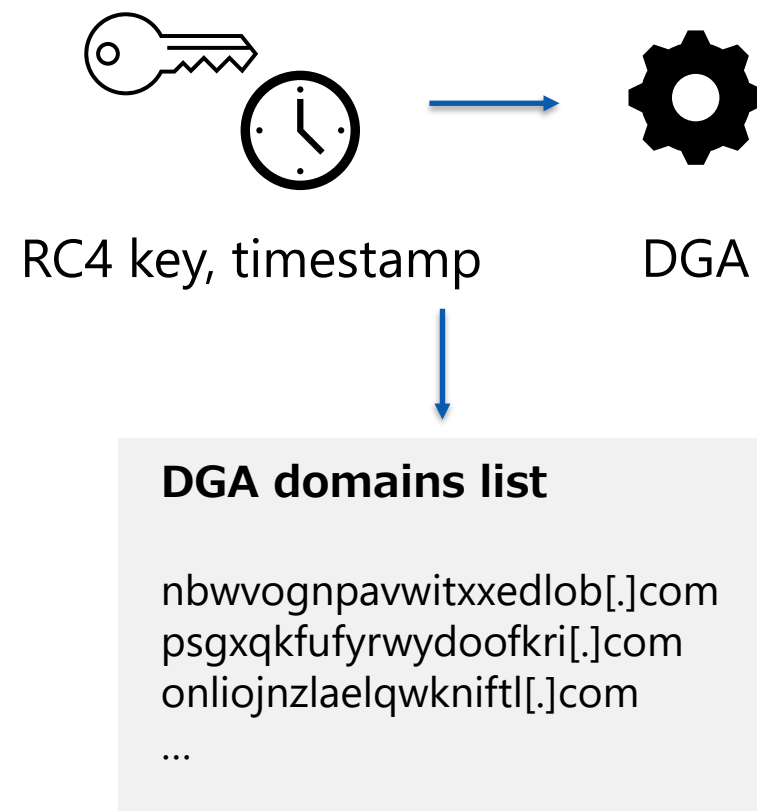 RC4 key, timestamp
DGA
DGA domains list
nbwvognpavwitxxedlob[.]com
psgxqkfufyrwydoofkri[.]com
onliojnzlaelqwkniftl[.]com
...